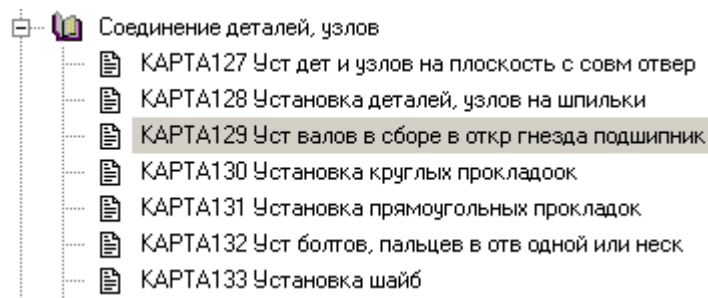 Соединение деталей, узлов
КАРТА127 Уст дет и узлов на плоскость с совм отвер
КАРТА128 Установка деталей, узлов на шпильки
КАРТА129 Уст валов в сборе в откр гнезда подшипник
КАРТА130 Установка круглых прокладоок
КАРТА131 Установка прямоугольных прокладок
КАРТА132 Уст болтов, пальцев в отв одной или неск
КАРТА133 Установка шайб